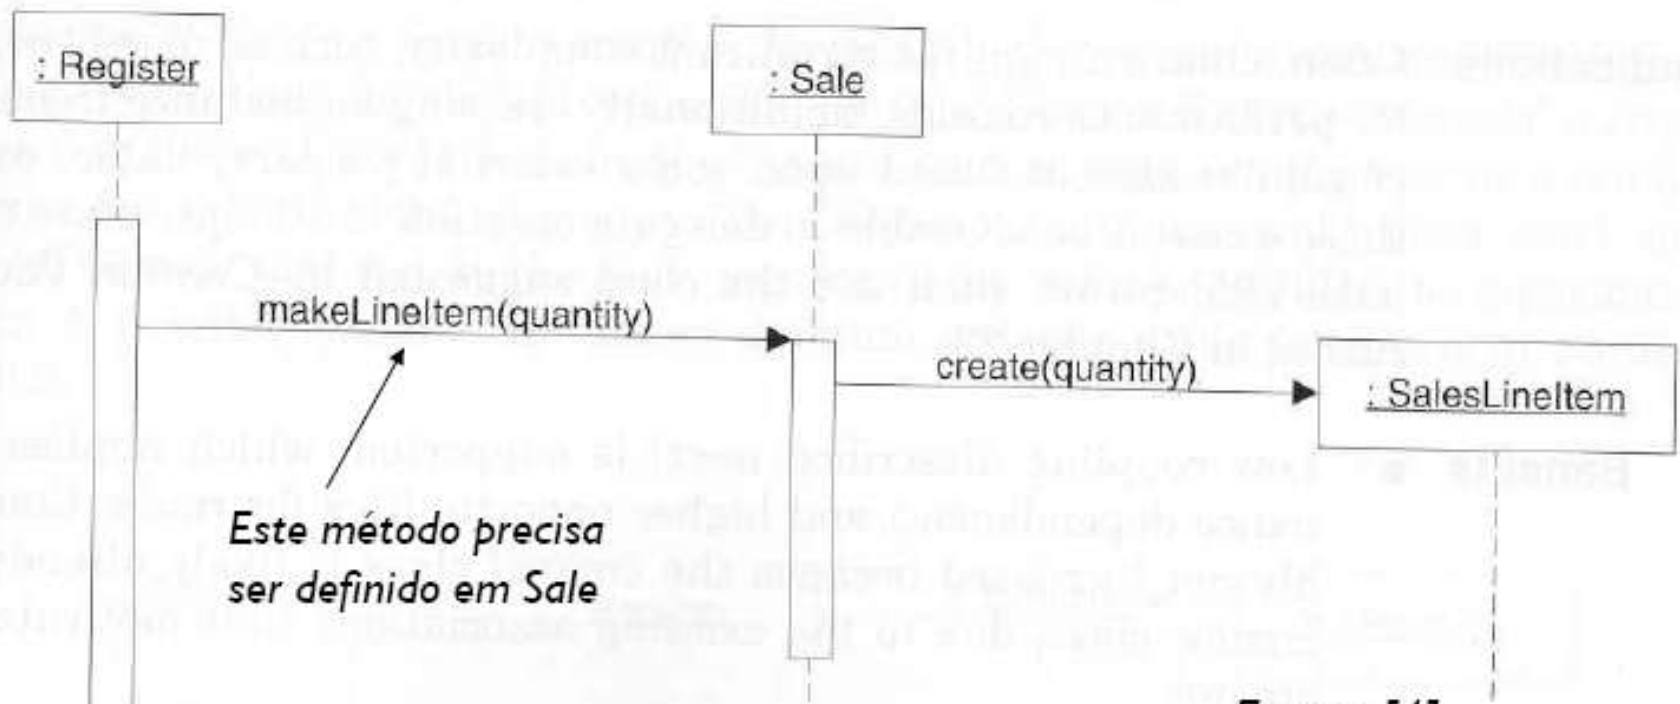 : Register
: Sale
makeLineItem(quantity)
create(quantity)
: SalesLineItem
Este método precisa
ser definido em Sale